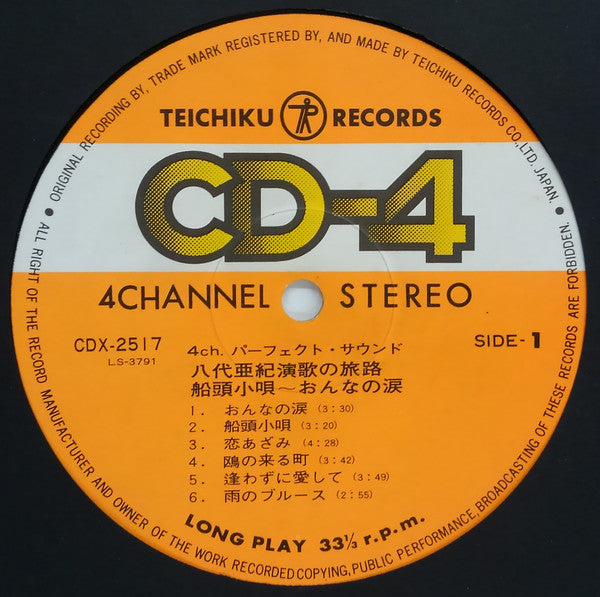 ORIGINAL RECORDING BY, TRADE MARK REGISTERED BY, AND MADE BY TEICHIKU RECORDS CO., LTD. JAPAN.
TEICHIKU RECORDS
CD-4
4CHANNEL STEREO
CDX-2517
LS-3791
SIDE-1
4ch. パーフェクト・サウンド
八代亜紀演歌の旅路
船頭小唄～おんなの涙
1. おんなの涙 (3:30)
2. 船頭小唄 (3:20)
3. 恋あざみ (4:28)
4. 鴎の来る町 (3:42)
5. 逢わずに愛して (3:49)
6. 雨のブルース (2:55)
LONG PLAY 33⅓ r.p.m.
ALL RIGHT OF THE RECORD MANUFACTURER AND OWNER OF THE WORK RECORDED COPYING, PUBLIC PERFORMANCE, BROADCASTING OF THESE RECORDS ARE FORBIDDEN.